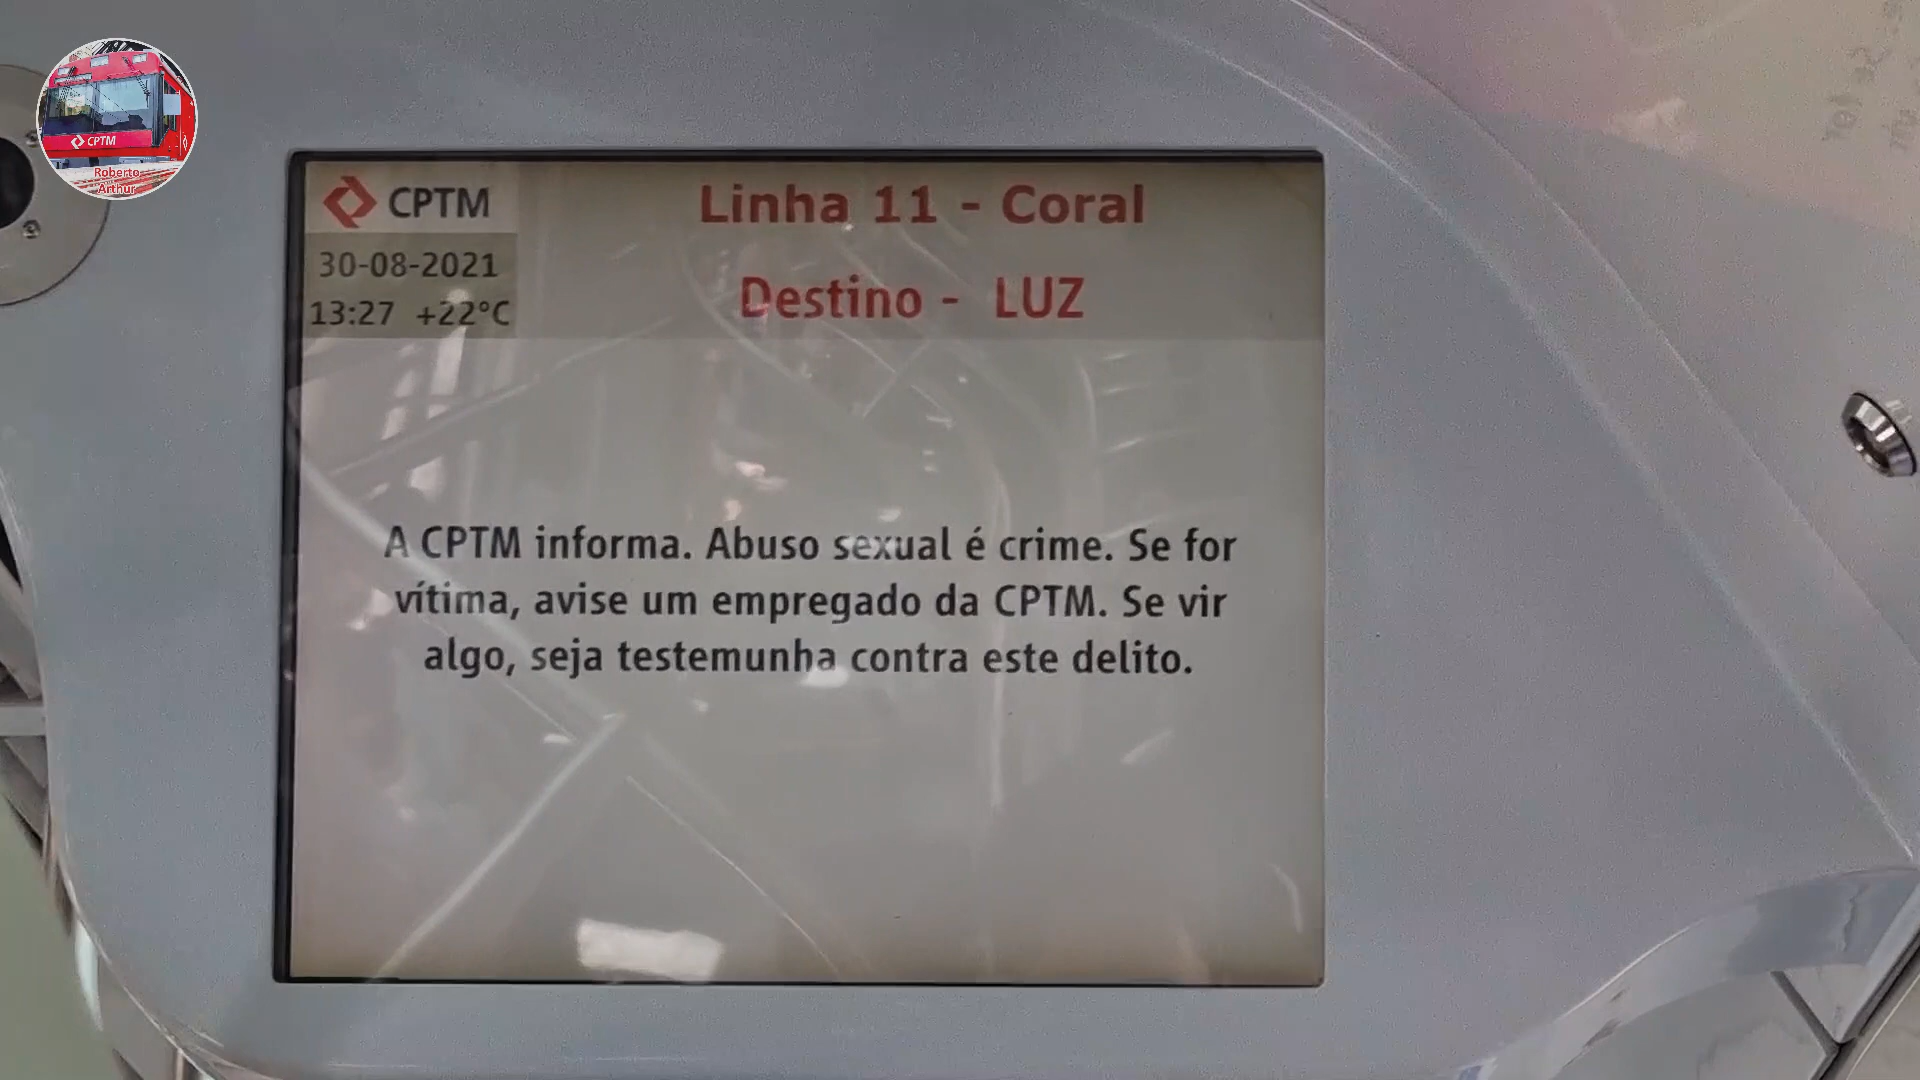 CPTM
Roberto
Arthur
CPTM
Linha 11 - Coral
30-08-2021
Destino - LUZ
13:27 +22°C
A CPTM informa. Abuso sexual é crime. Se for
vítima, avise um empregado da CPTM. Se vir
algo, seja testemunha contra este delito.